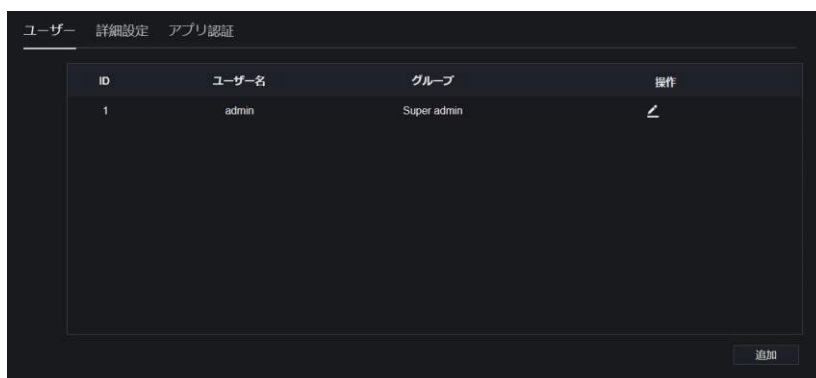 ユーザー 詳細設定 アプリ認証
ID ユーザー名 グループ 操作
1 admin Super admin
追加